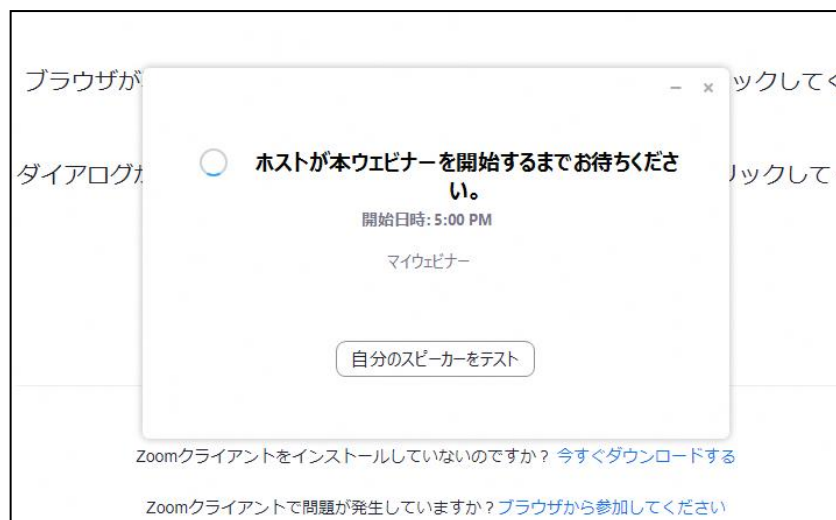 ブラウザが
ックしてく
ホストが本ウェビナーを開始するまでお待ちくださ
い。
ダイアログが
リックして
開始日時: 5:00 PM
マイウェビナー
自分のスピーカーをテスト
Zoomクライアントをインストールしていないのですか？ 今すぐダウンロードする
Zoomクライアントで問題が発生していますか？ブラウザから参加してください